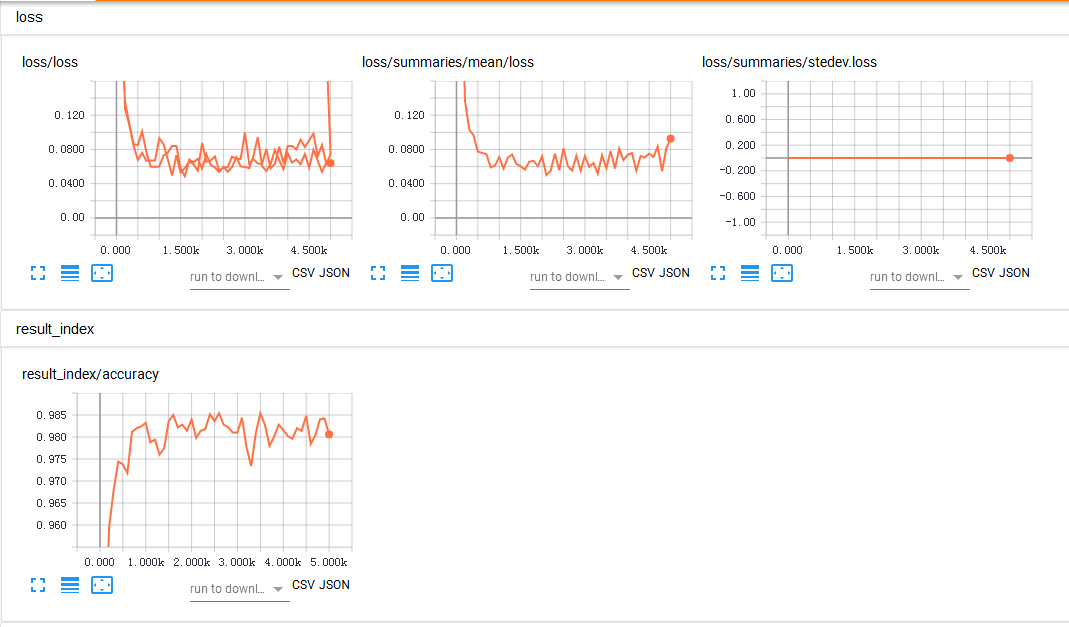 loss
loss/loss
0.120
0.0800
0.0400
0.00
0.000 1.500k 3.000k 4.500k
run to downl... CSV JSON
loss/summaries/mean/loss
0.120
0.0800
0.0400
0.00
0.000 1.500k 3.000k 4.500k
run to downl... CSV JSON
loss/summaries/stedev.loss
1.00
0.600
0.200
-0.200
-0.600
-1.00
0.000 1.500k 3.000k 4.500k
run to downl... CSV JSON
result_index
result_index/accuracy
0.985
0.980
0.975
0.970
0.965
0.960
0.000 1.000k 2.000k 3.000k 4.000k 5.000k
run to downl... CSV JSON